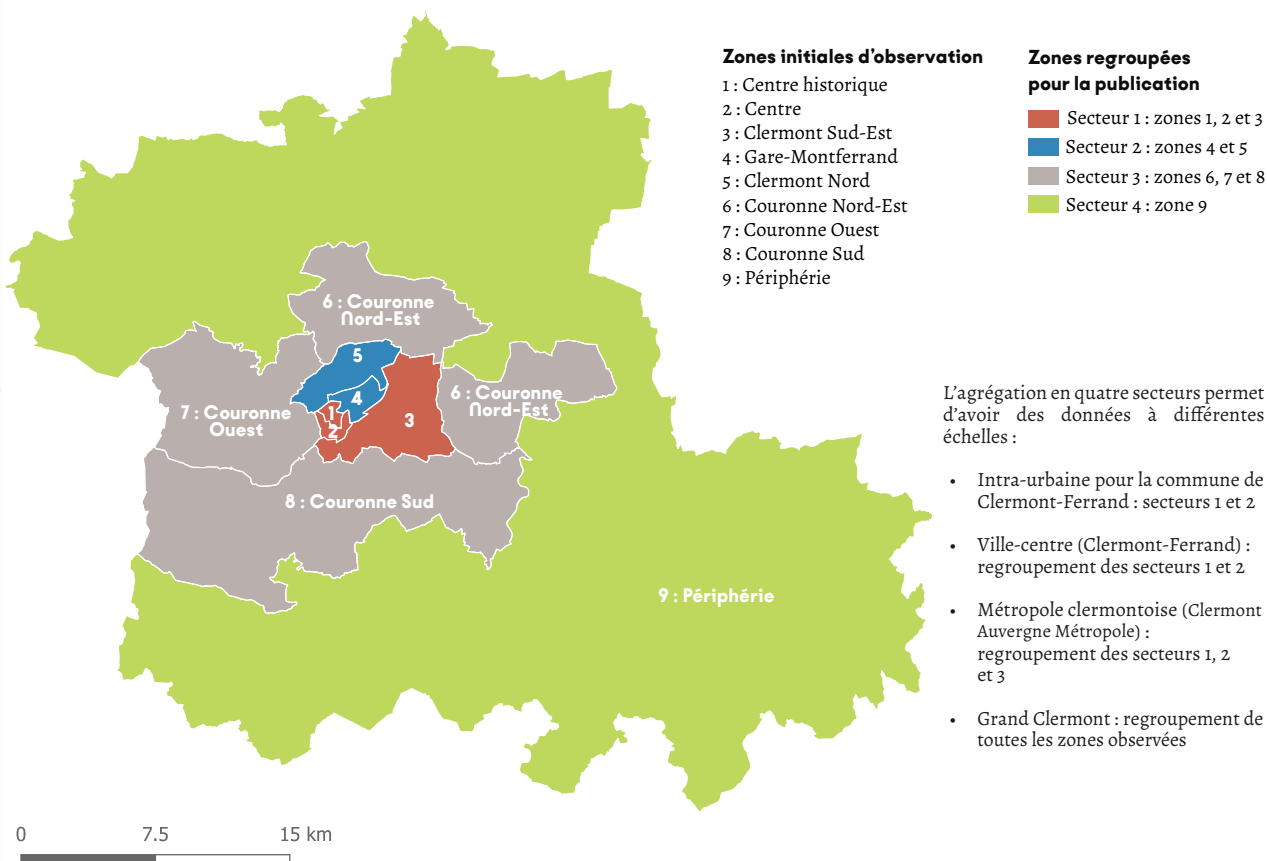 Zones initiales d'observation
1 : Centre historique
2 : Centre
3 : Clermont Sud-Est
4 : Gare-Montferrand
5 : Clermont Nord
6 : Couronne Nord-Est
7 : Couronne Ouest
8 : Couronne Sud
9 : Périphérie
Zones regroupées
pour la publication
Secteur 1 : zones 1, 2 et 3
Secteur 2 : zones 4 et 5
Secteur 3 : zones 6, 7 et 8
Secteur 4 : zone 9
6 : Couronne
Nord-Est
5
4
6 : Couronne
Nord-Est
7 : Couronne
Ouest
1
2
3
8 : Couronne Sud
9 : Périphérie
L'agrégation en quatre secteurs permet
d'avoir des données à différentes
échelles :
• Intra-urbaine pour la commune de
Clermont-Ferrand : secteurs 1 et 2
• Ville-centre (Clermont-Ferrand) :
regroupement des secteurs 1 et 2
• Métropole clermontoise (Clermont
Auvergne Métropole) :
regroupement des secteurs 1, 2
et 3
• Grand Clermont : regroupement de
toutes les zones observées
0 7.5 15 km